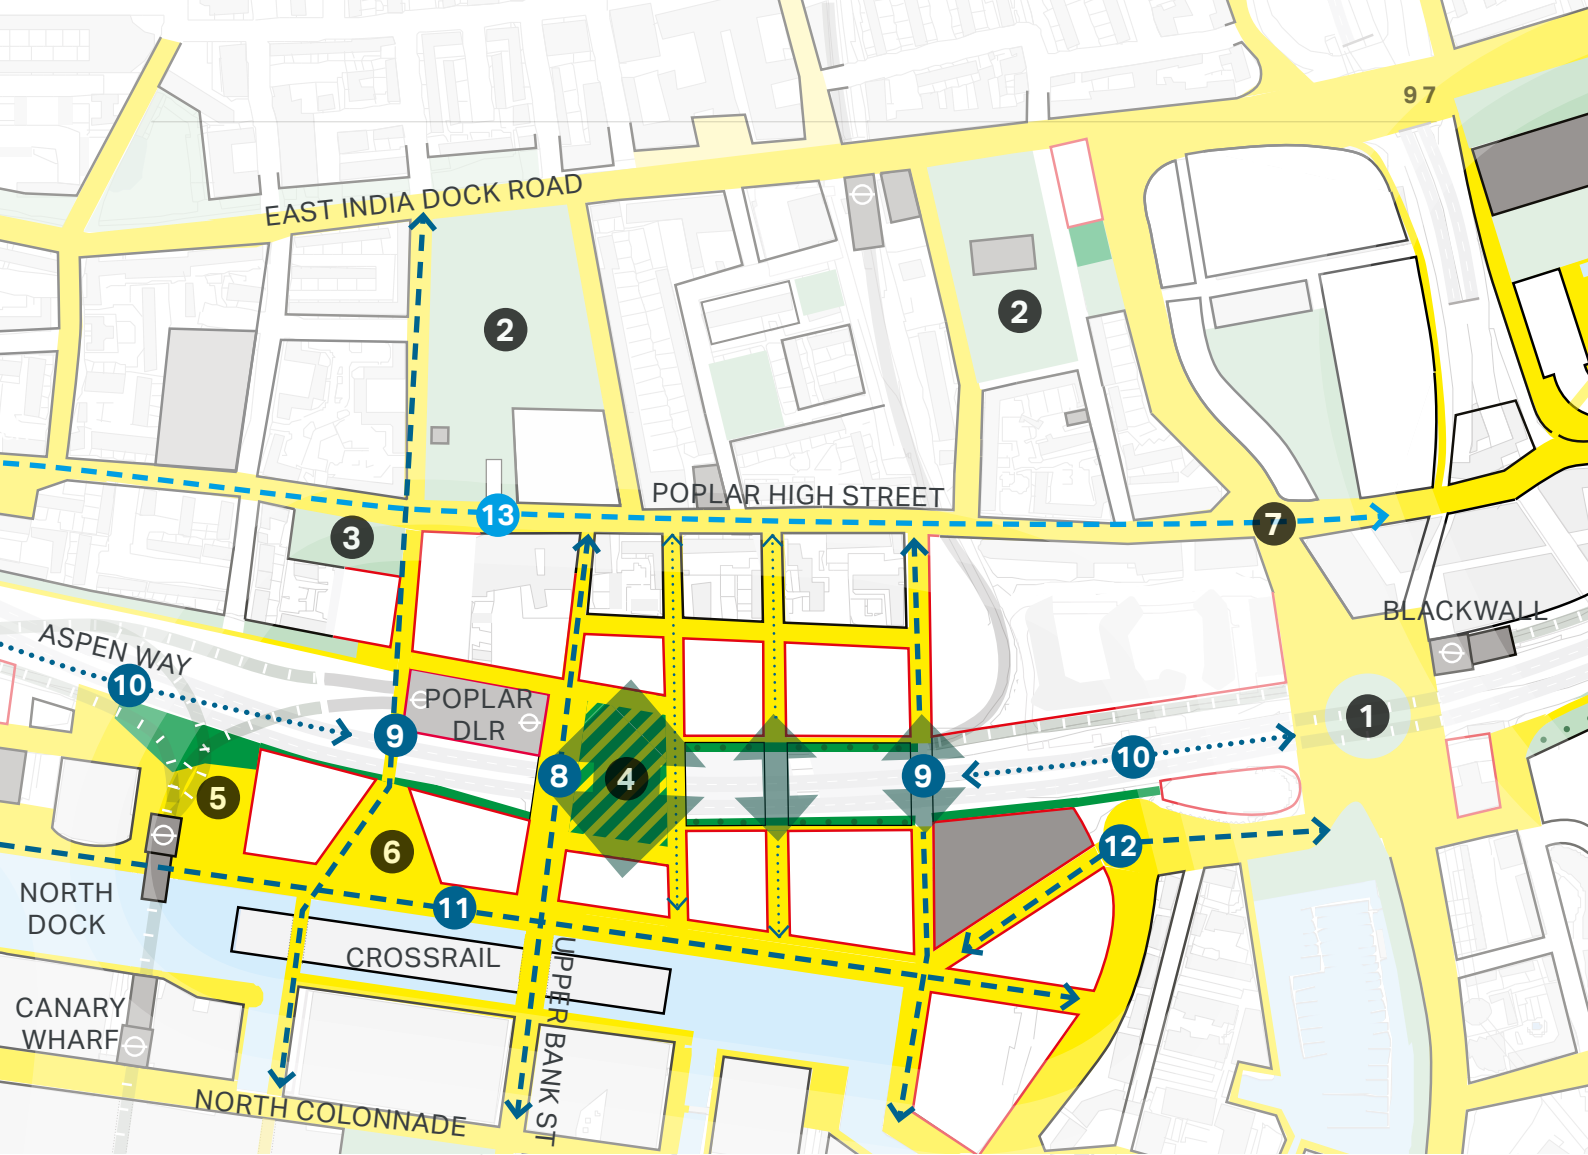 97
EAST INDIA DOCK ROAD
2
2
POPLAR HIGH STREET
13
3
7
BLACKWALL
ASPEN WAY
10
POPLAR
DLR
9
1
10
8
4
9
5
6
12
NORTH
DOCK
11
CROSSRAIL
UPPER BANK ST
CANARY
WHARF
NORTH COLONNADE